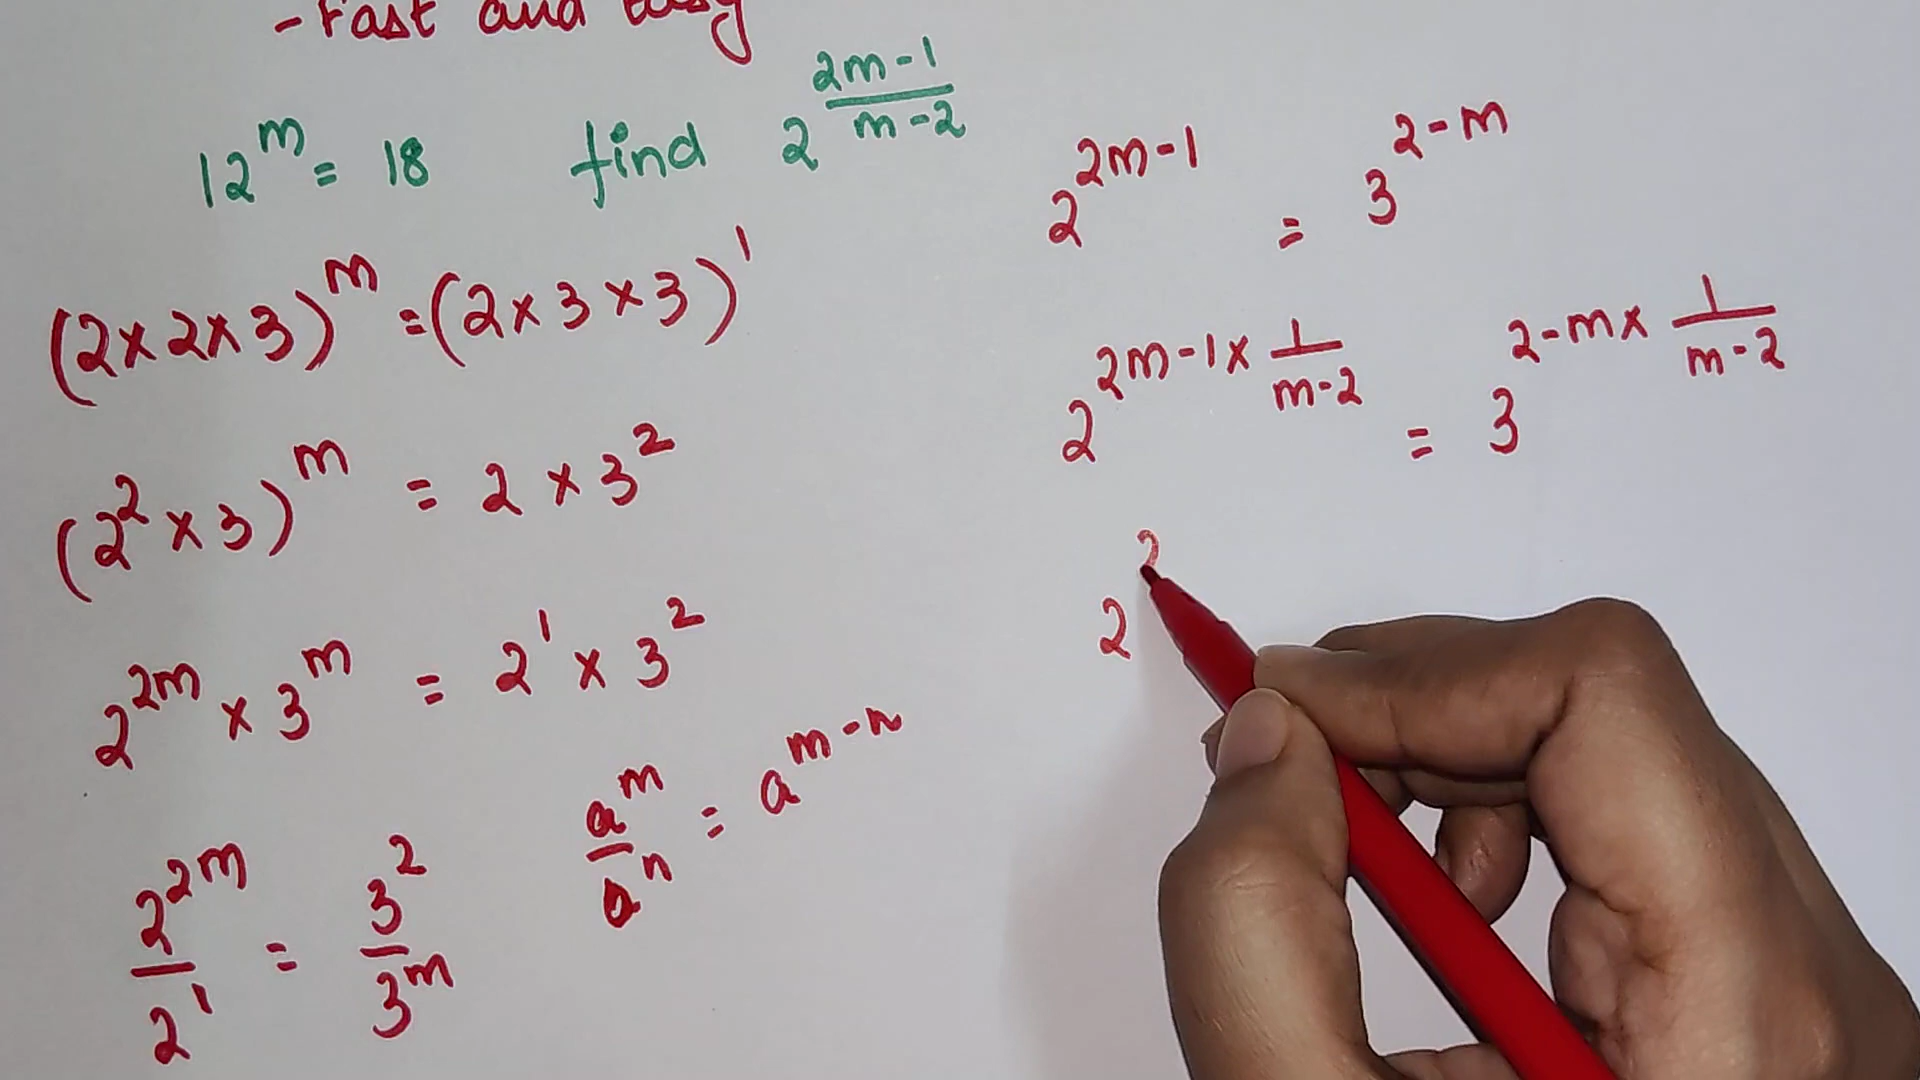 - Fast and Easy
12^m = 18 find 2^((2m-1)/(m-2))
(2×2×3)^m = (2×3×3)^1
(2^2×3)^m = 2×3^2
2^(2m) × 3^m = 2^1 × 3^2
2^(2m)/2^1 = 3^2/3^m
a^m/a^n = a^(m-n)
2^(2m-1) = 3^(2-m)
2^(2m-1 × 1/(m-2)) = 3^(2-m × 1/(m-2))
2^2